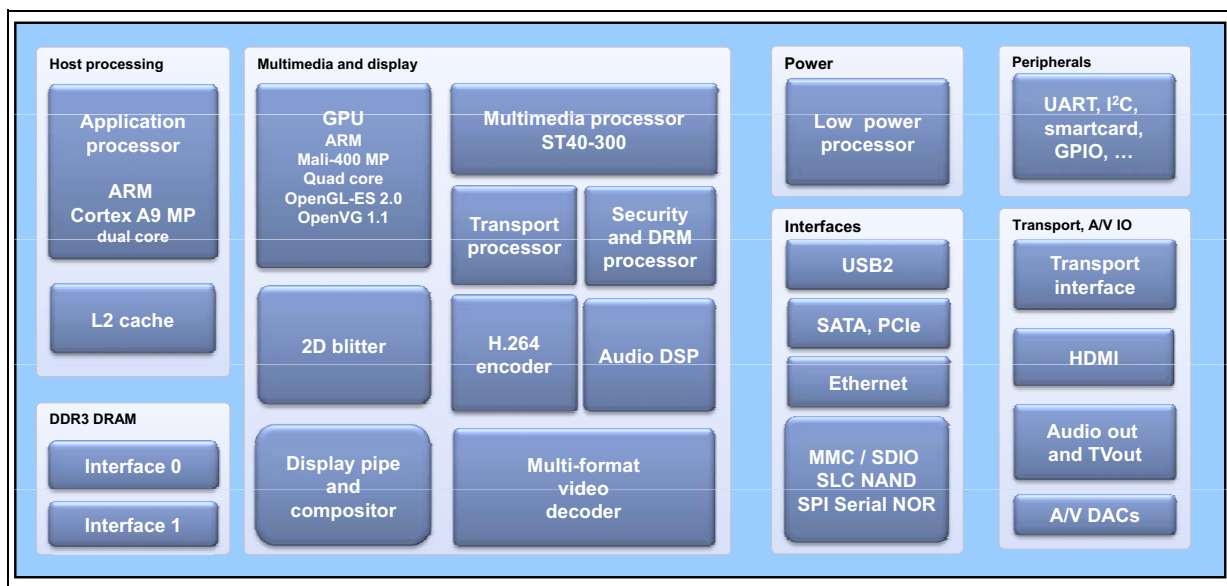 Host processing
Application
processor
ARM
Cortex A9 MP
dual core
L2 cache
DDR3 DRAM
Interface 0
Interface 1
Multimedia and display
GPU
ARM
Mali-400 MP
Quad core
OpenGL-ES 2.0
OpenVG 1.1
Multimedia processor
ST40-300
Transport
processor
Security
and DRM
processor
2D blitter
H.264
encoder
Audio DSP
Display pipe
and
compositor
Multi-format
video
decoder
Power
Low power
processor
Interfaces
USB2
SATA, PCIe
Ethernet
MMC / SDIO
SLC NAND
SPI Serial NOR
Peripherals
UART, I²C,
smartcard,
GPIO, …
Transport, A/V IO
Transport
interface
HDMI
Audio out
and TVout
A/V DACs